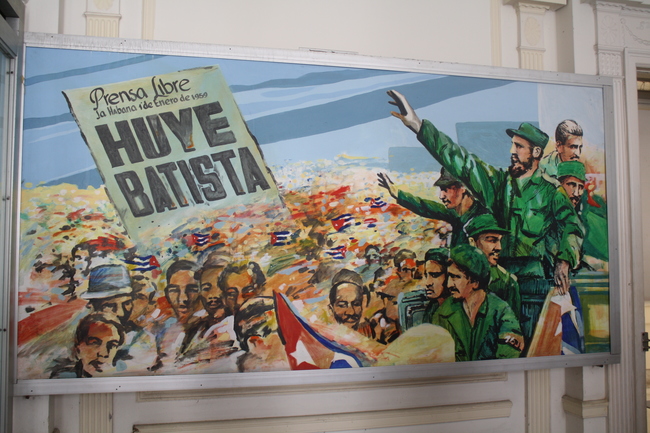 Prensa Libre
La Habana 1 de Enero de 1959
HUYE
BATISTA